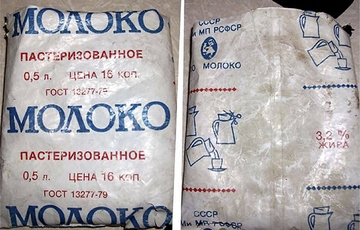 МОЛОКО
ПАСТЕРИЗОВАННОЕ
0,5 л. ЦЕНА 16 КОП.
ГОСТ 13277-79
МОЛОКО
ПАСТЕРИЗОВАННОЕ
0,5 л. ЦЕНА 16 КОП.
ГОСТ 13277-79
МОЛОКО
СССР
МП РСФСР
МОЛОКО
3,2 %
ЖИРА
СССР
МП РСФСР